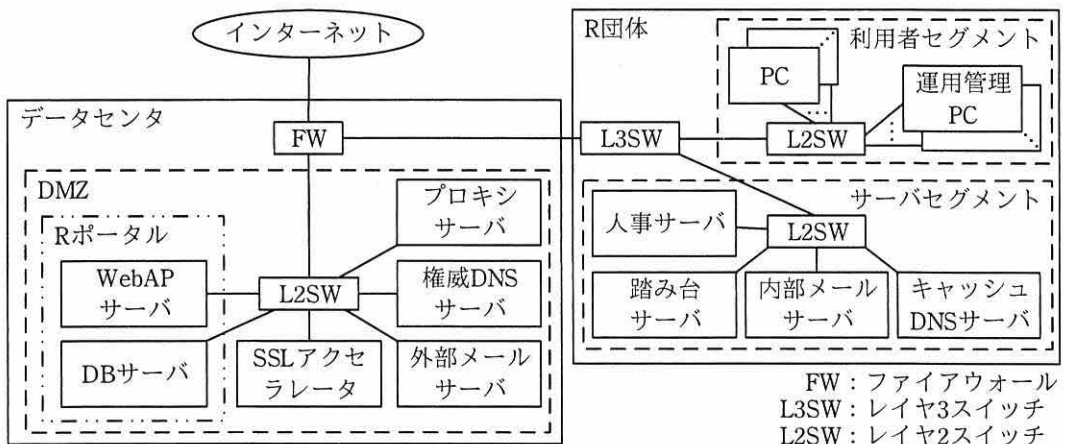 インターネット
データセンタ
FW
DMZ
Rポータル
WebAP
サーバ
DBサーバ
L2SW
SSLアクセ
ラレータ
プロキシ
サーバ
権威DNS
サーバ
外部メール
サーバ
R団体
利用者セグメント
PC
運用管理
PC
L3SW
L2SW
サーバセグメント
人事サーバ
L2SW
踏み台
サーバ
内部メール
サーバ
キャッシュ
DNSサーバ
FW：ファイアウォール
L3SW：レイヤ3スイッチ
L2SW：レイヤ2スイッチ